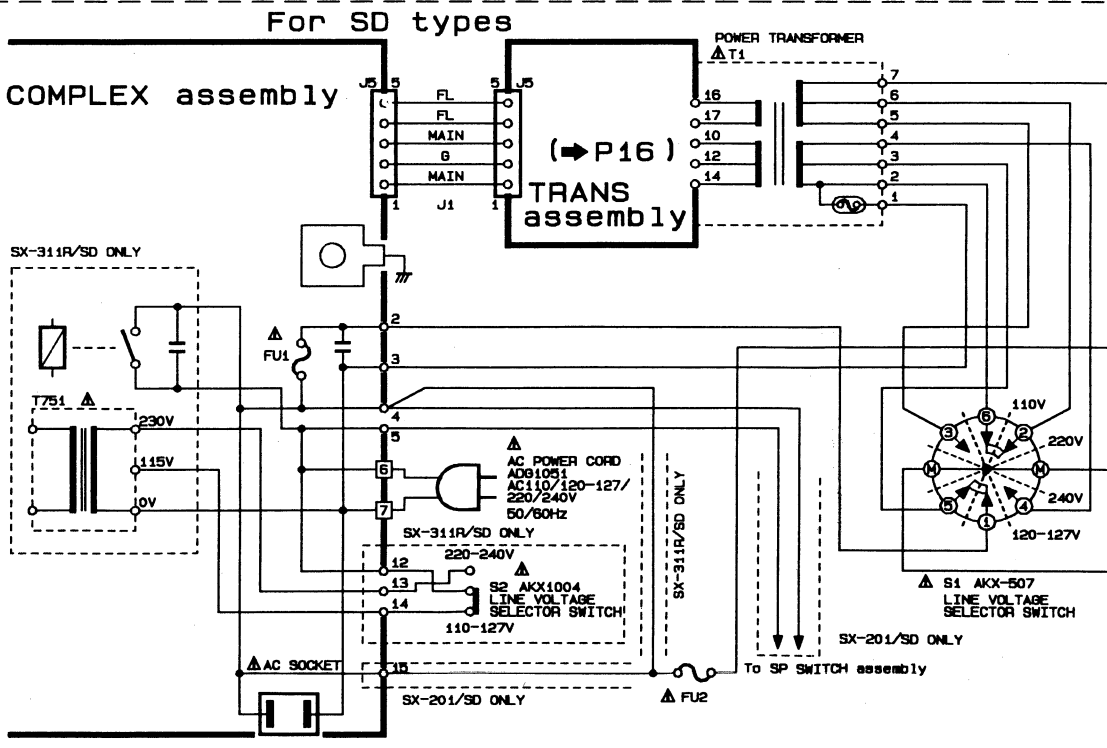 For SD types
COMPLEX assembly
J5
5
5
J5
FL
FL
MAIN
G
MAIN
1
J1
1
(➡P16)
TRANS
assembly
POWER TRANSFORMER
T1
16
17
10
12
14
7
6
5
4
3
2
1
SX-311R/SD ONLY
FU1
2
3
4
5
T751
230V
115V
0V
6
7
AC POWER CORD
ADG1051
AC110/120-127/
220/240V
50/60Hz
SX-311R/SD ONLY
12
13
14
220-240V
S2 AKX1004
LINE VOLTAGE
SELECTOR SWITCH
110-127V
SX-311R/SD ONLY
AC SOCKET
15
SX-201/SD ONLY
FU2
To SP SWITCH assembly
SX-201/SD ONLY
6
110V
3
2
220V
M
M
240V
5
4
1
120-127V
S1 AKX-507
LINE VOLTAGE
SELECTOR SWITCH